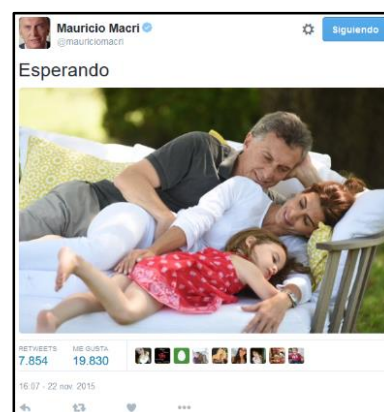 Mauricio Macri
@mauriciomacri
Siguiendo
Esperando
RETWEETS
ME GUSTA
7.854
19.830
16:07 - 22 nov. 2015